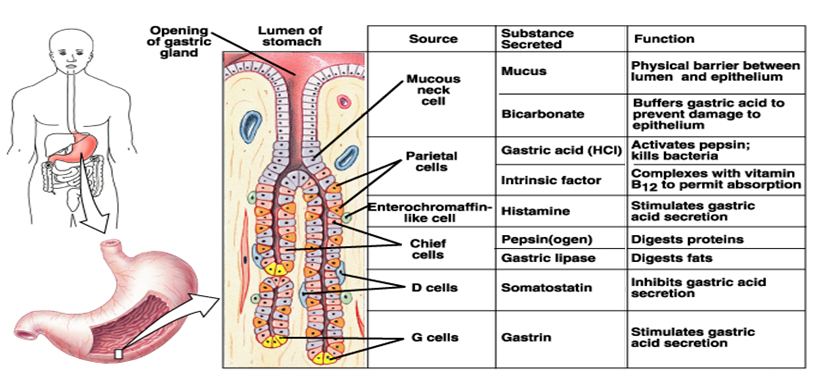 Opening
of gastric
gland
Lumen of
stomach
Source
Substance
Secreted
Function
Mucous
neck
cell
Mucus
Physical barrier between
lumen and epithelium
Bicarbonate
Buffers gastric acid to
prevent damage to
epithelium
Parietal
cells
Gastric acid (HCl)
Activates pepsin;
kills bacteria
Intrinsic factor
Complexes with vitamin
B12 to permit absorption
Enterochromaffin-
like cell
Histamine
Stimulates gastric
acid secretion
Chief
cells
Pepsin(ogen)
Digests proteins
Gastric lipase
Digests fats
D cells
Somatostatin
Inhibits gastric acid
secretion
G cells
Gastrin
Stimulates gastric
acid secretion